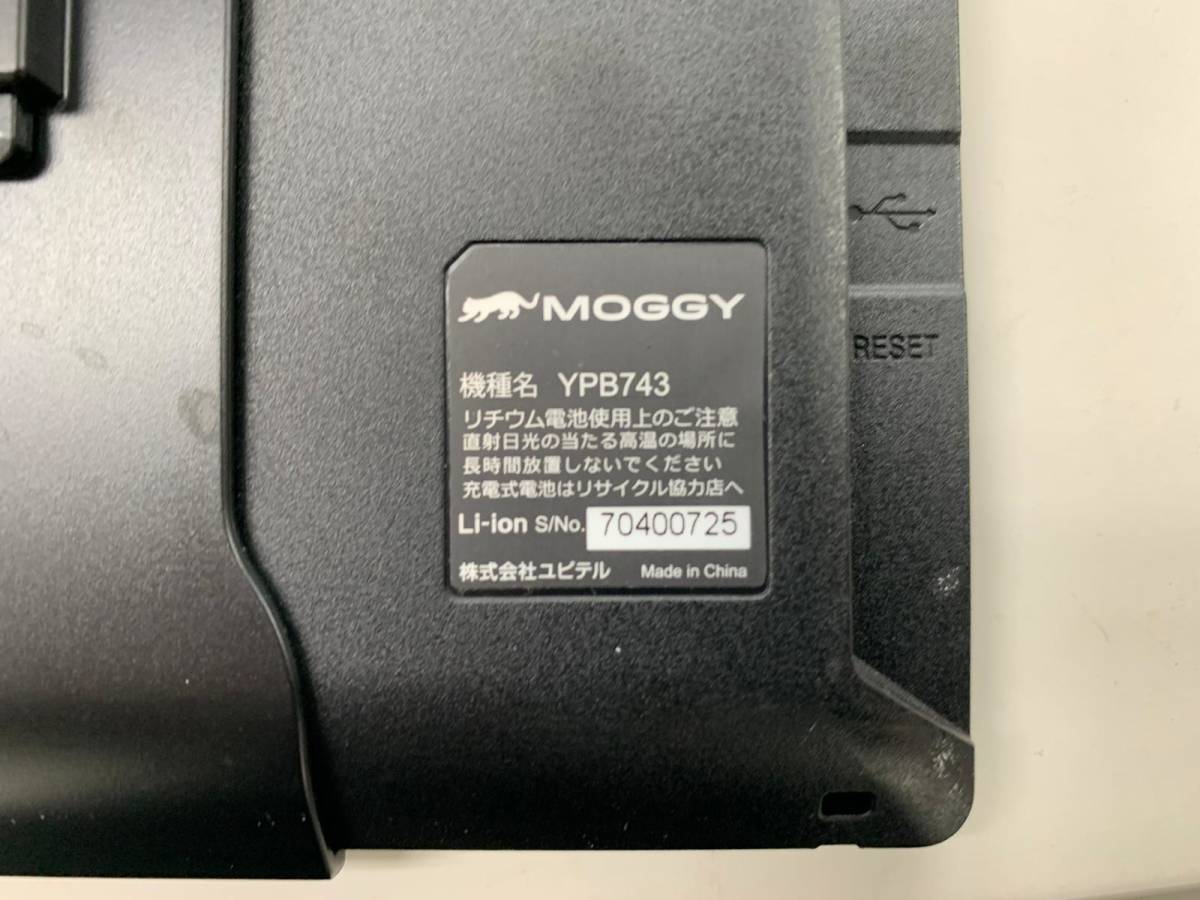 MOGGY
機種名 YPB743
リチウム電池使用上のご注意
直射日光の当たる高温の場所に
長時間放置しないでください
充電式電池はリサイクル協力店へ
Li-ion S/No. 70400725
株式会社ユピテル Made in China
RESET